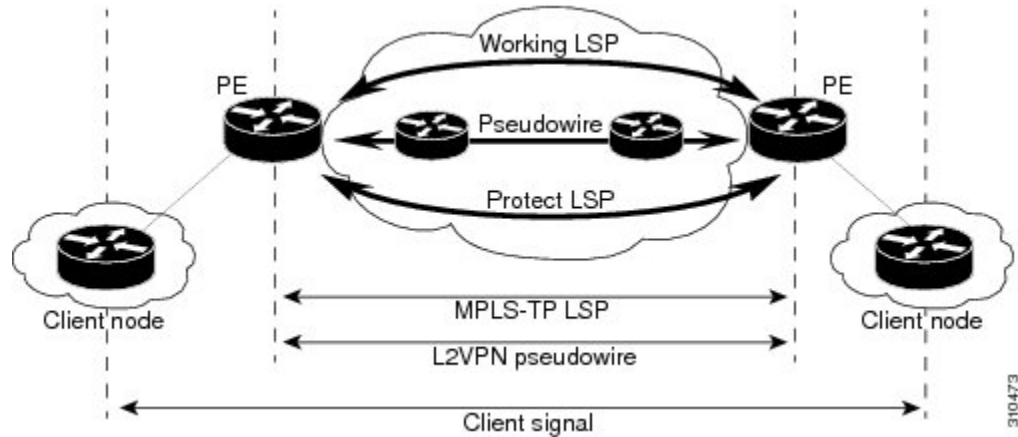 Working LSP
PE
PE
Pseudowire
Protect LSP
Client node
MPLS-TP LSP
Client node
L2VPN pseudowire
Client signal
310473